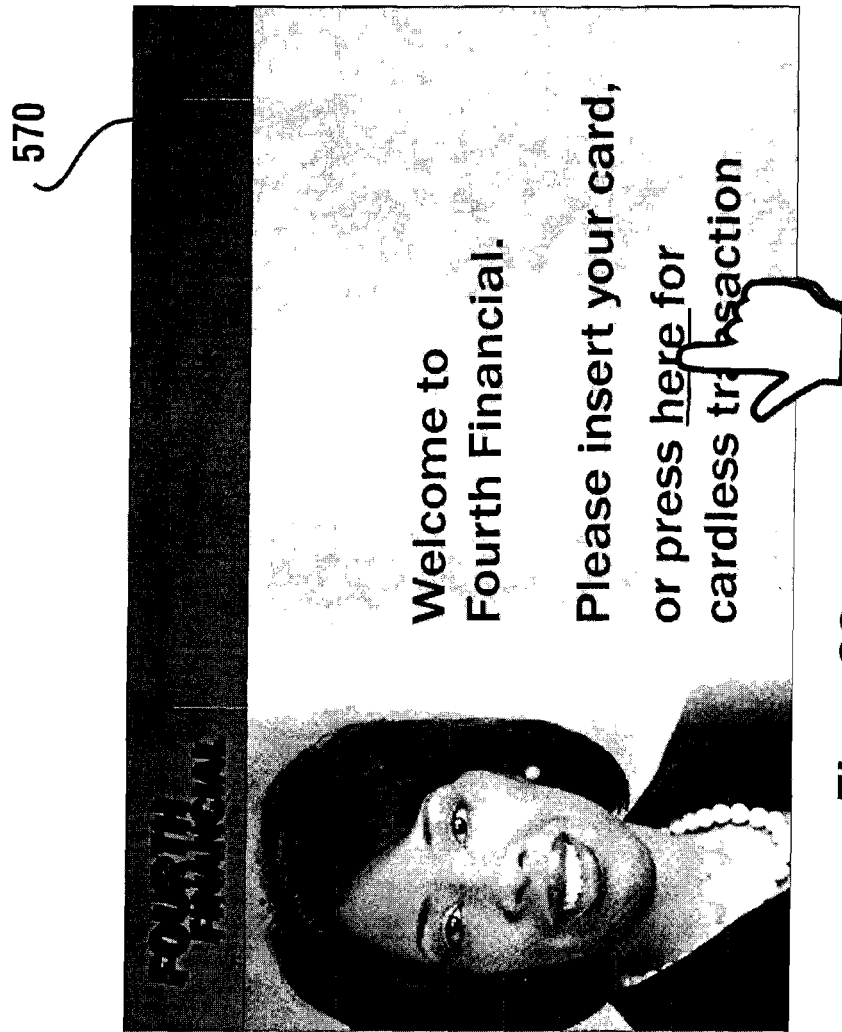 570
FOURTH
FINANCIAL
Welcome to
Fourth Financial.
Please insert your card,
or press here for
cardless transaction